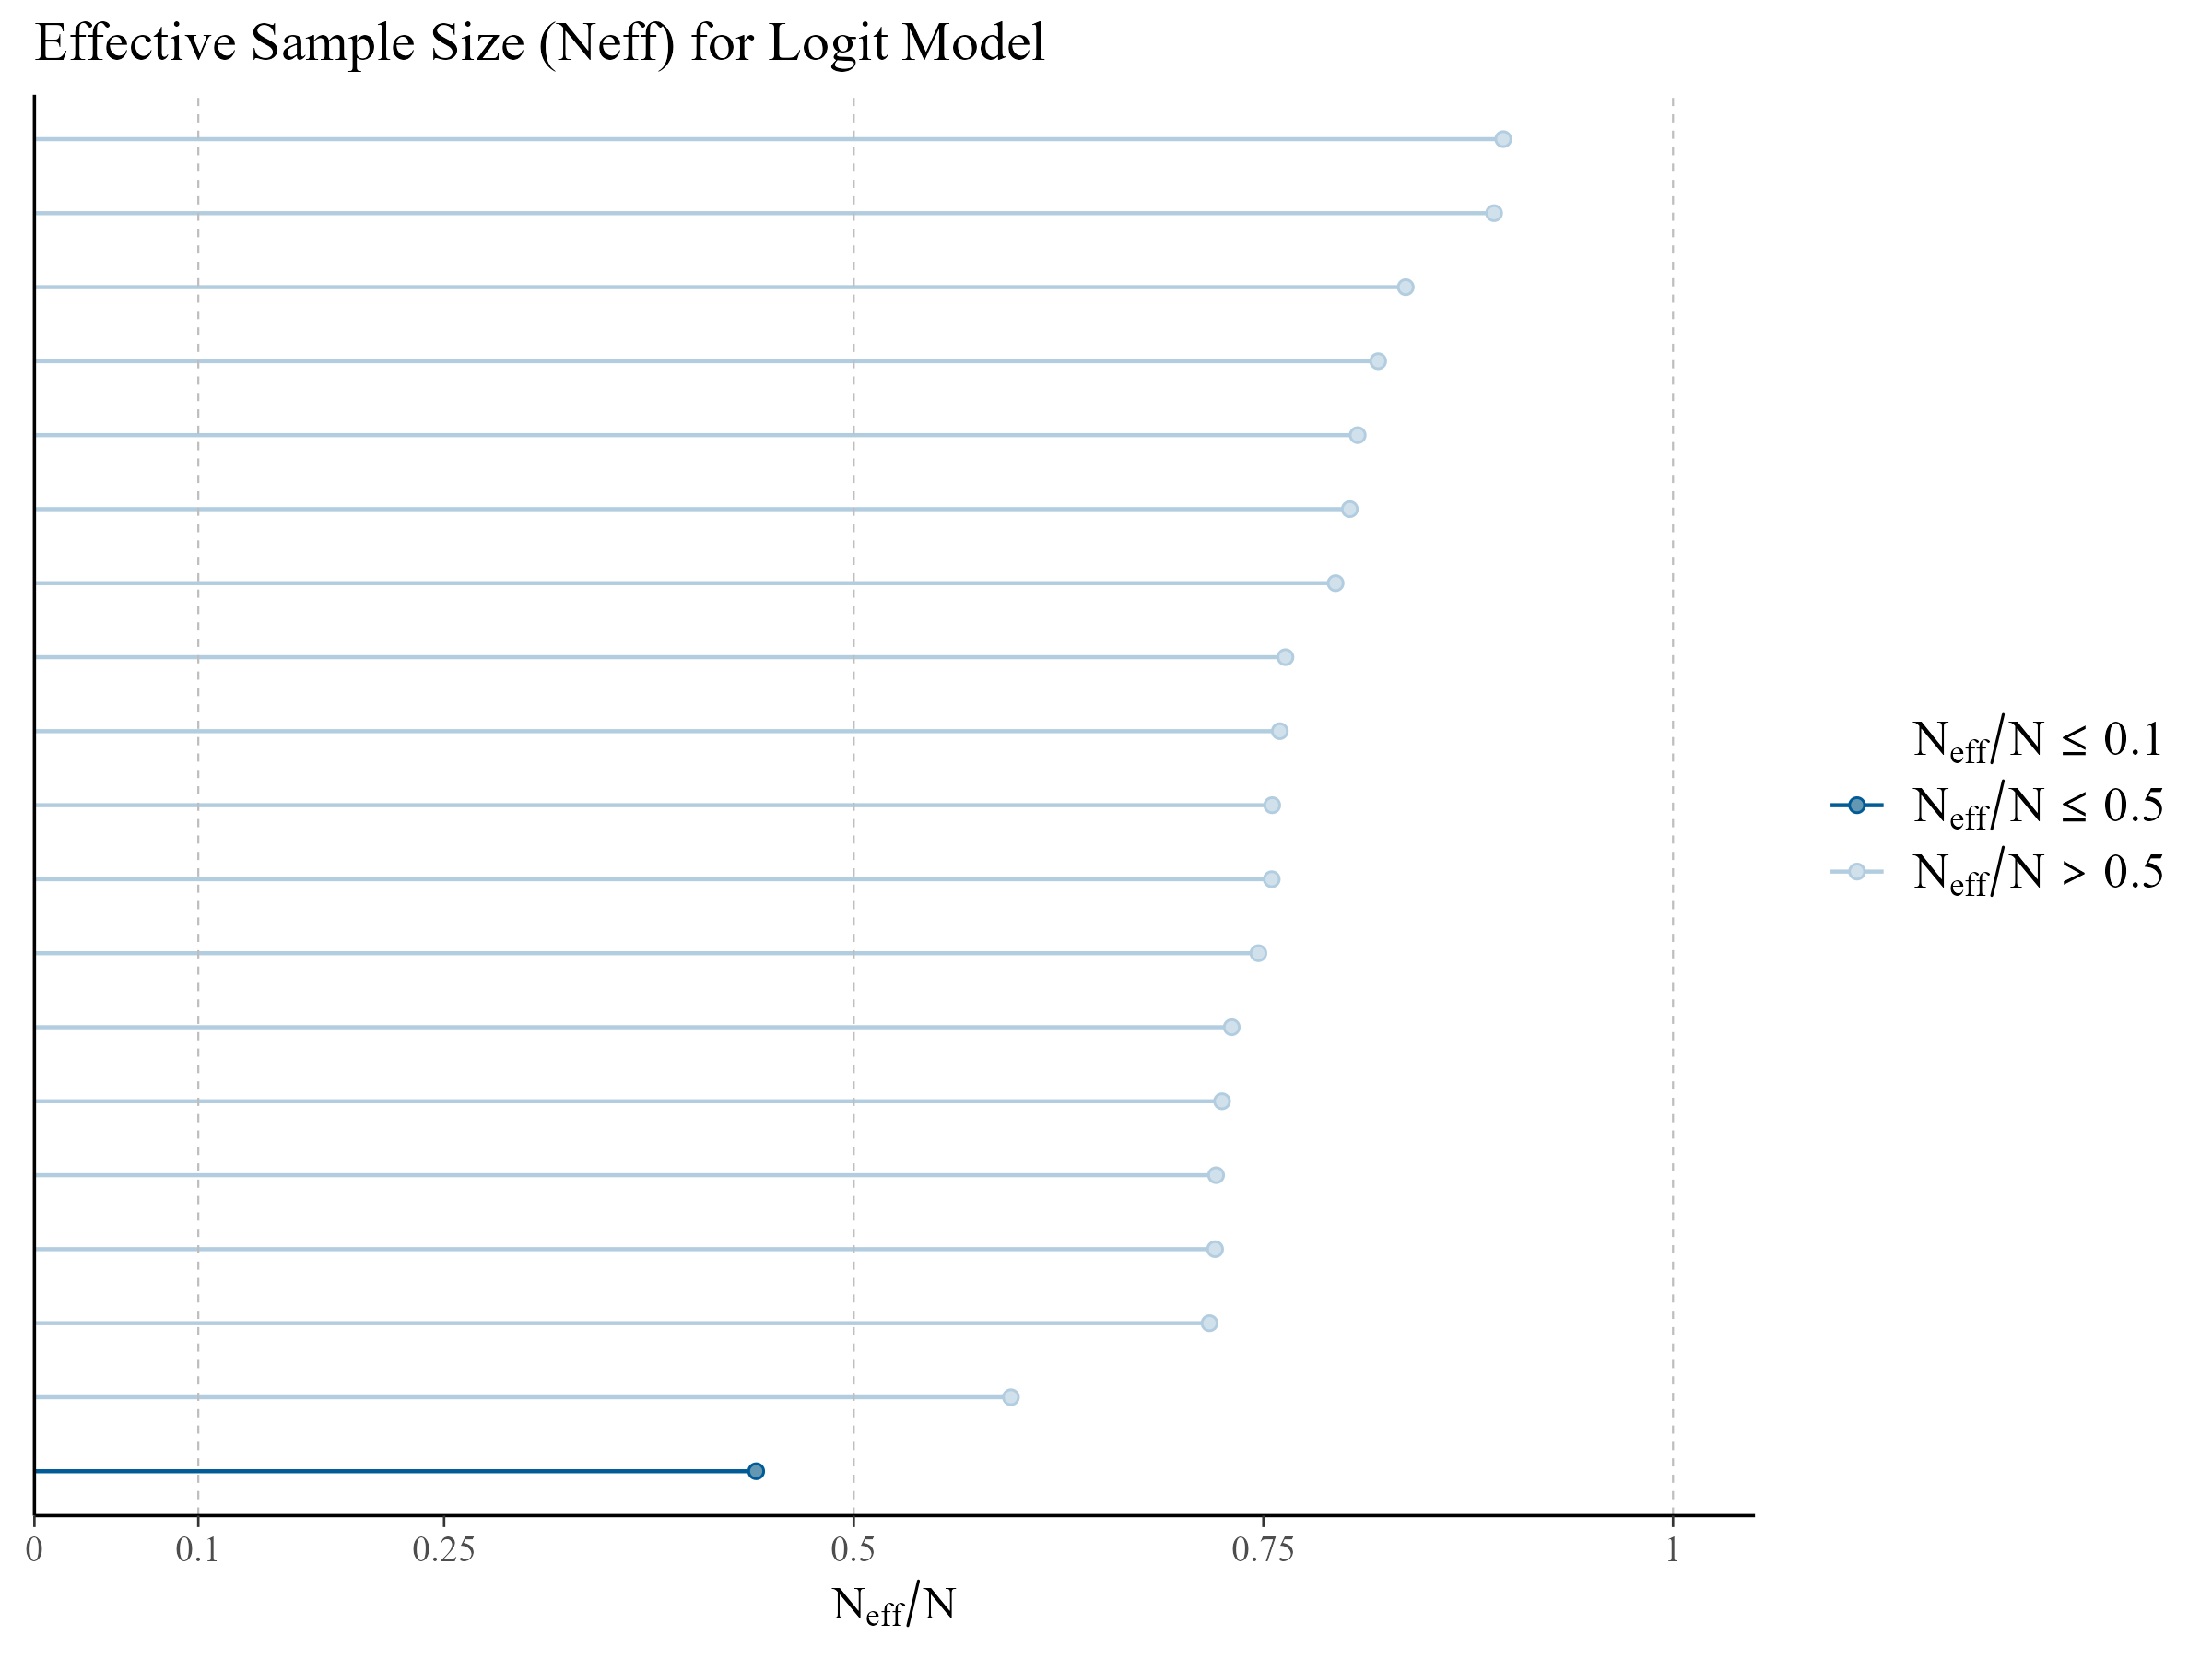 Effective Sample Size (Neff) for Logit Model
Neff/N ≤ 0.1
Neff/N ≤ 0.5
Neff/N > 0.5
0 0.1 0.25 0.5 0.75 1
Neff/N